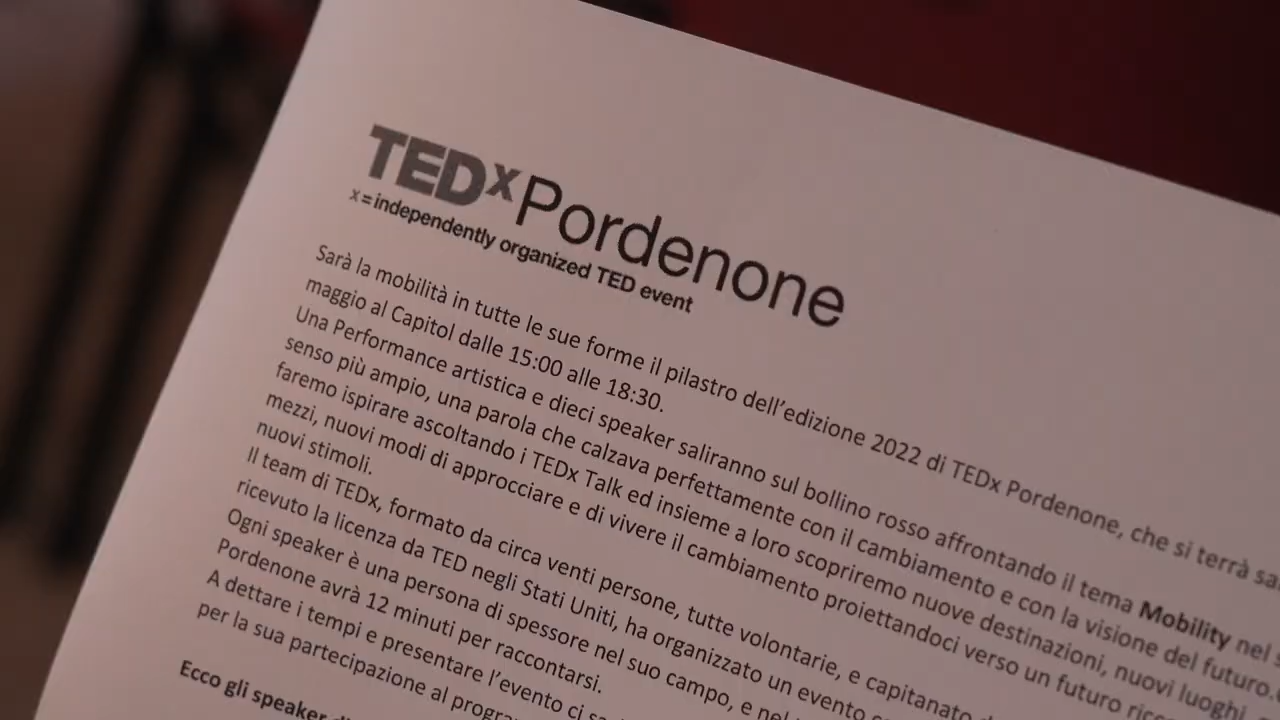 TEDxPordenone
x = independently organized TED event
Sarà la mobilità in tutte le sue forme il pilastro dell'edizione 2022 di TEDx Pordenone, che si terrà
maggio al Capitol dalle 15:00 alle 18:30.
Una Performance artistica e dieci speaker saliranno sul bollino rosso affrontando il tema Mobility nel
senso più ampio, una parola che calzava perfettamente con il cambiamento e con la visione del futuro.
faremo ispirare ascoltando i TEDx Talk ed insieme a loro scopriremo nuove destinazioni, nuovi luoghi,
mezzi, nuovi modi di approcciare e di vivere il cambiamento proiettandoci verso un futuro
nuovi stimoli.
Il team di TEDx, formato da circa venti persone, tutte volontarie, e capitanato
ricevuto la licenza da TED negli Stati Uniti, ha organizzato un evento
Ogni speaker è una persona di spessore nel suo campo, e nel
Pordenone avrà 12 minuti per raccontarsi.
A dettare i tempi e presentare l'evento ci
per la sua partecipazione al
Ecco gli speaker